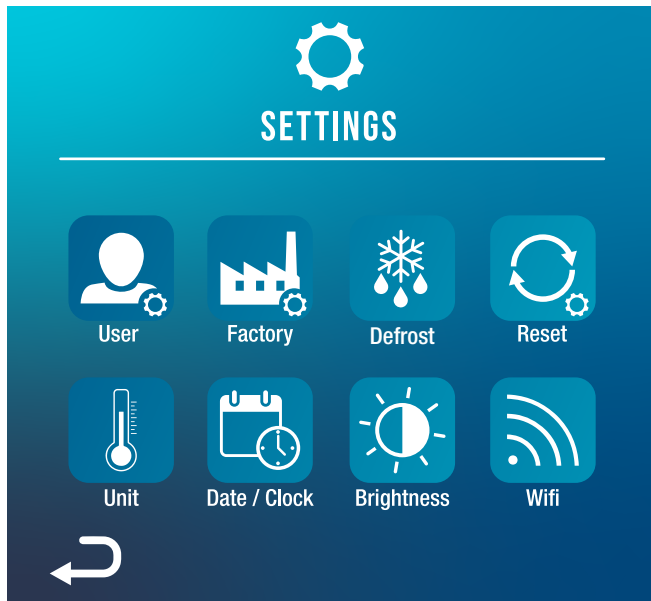 SETTINGS
User Factory Defrost Reset
Unit Date / Clock Brightness Wifi